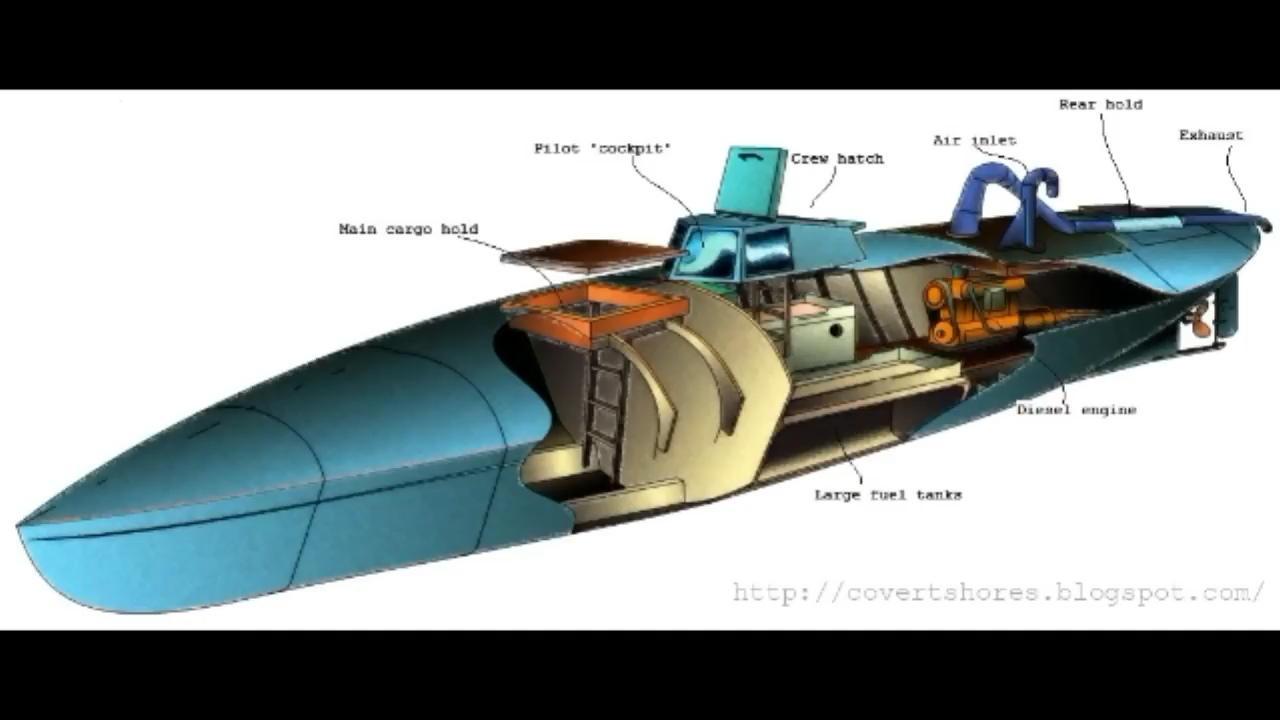 Rear hold
Exhaust
Air inlet
Pilot "cockpit"
Crew hatch
Main cargo hold
Diesel engine
Large fuel tanks
http://covertshores.blogspot.com/